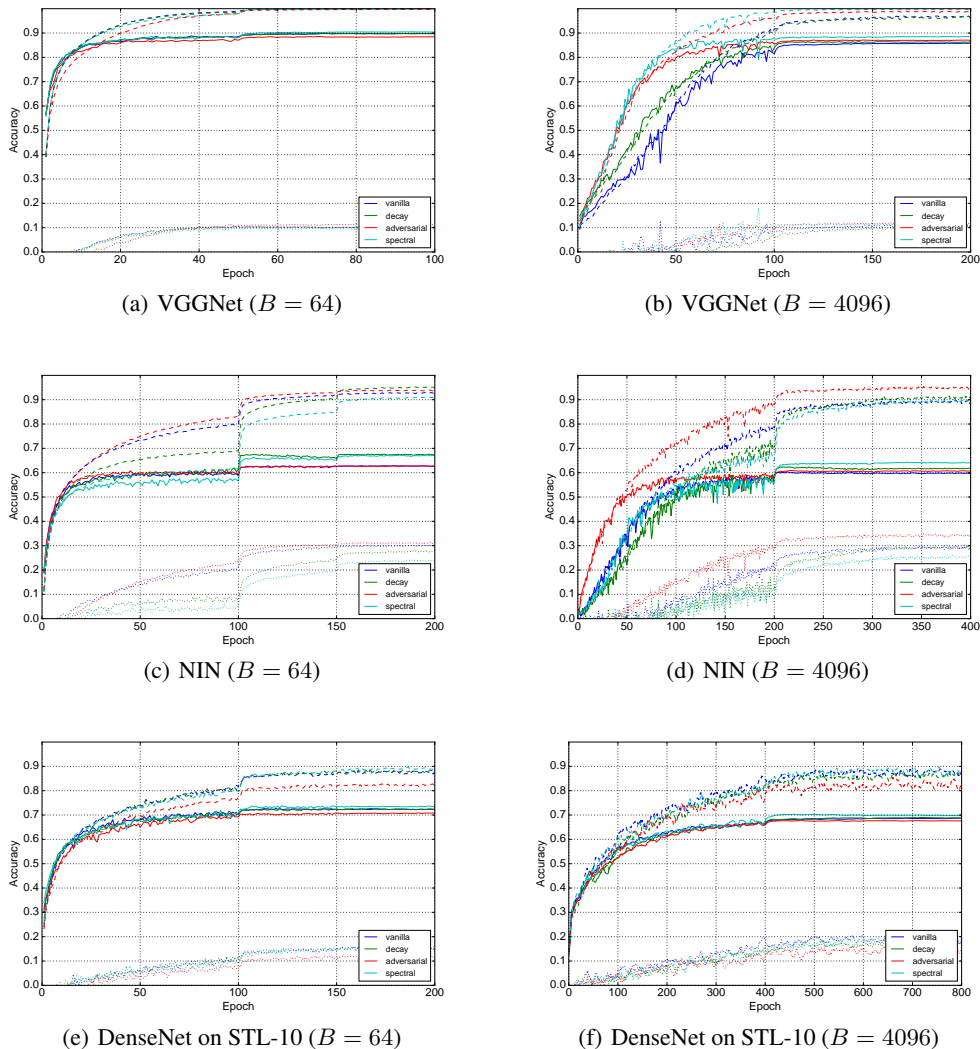 0.9
0.8
0.7
0.6
0.5
0.4
0.3
0.2
0.1
0.0
Accuracy
0 20 40 60 80 100
Epoch
vanilla
decay
adversarial
spectral
(a) VGGNet (B = 64)
0.9
0.8
0.7
0.6
0.5
0.4
0.3
0.2
0.1
0.0
Accuracy
0 50 100 150 200
Epoch
vanilla
decay
adversarial
spectral
(b) VGGNet (B = 4096)
0.9
0.8
0.7
0.6
0.5
0.4
0.3
0.2
0.1
0.0
Accuracy
0 50 100 150 200
Epoch
vanilla
decay
adversarial
spectral
(c) NIN (B = 64)
0.9
0.8
0.7
0.6
0.5
0.4
0.3
0.2
0.1
0.0
Accuracy
0 50 100 150 200 250 300 350 400
Epoch
vanilla
decay
adversarial
spectral
(d) NIN (B = 4096)
0.9
0.8
0.7
0.6
0.5
0.4
0.3
0.2
0.1
0.0
Accuracy
0 50 100 150 200
Epoch
vanilla
decay
adversarial
spectral
(e) DenseNet on STL-10 (B = 64)
0.9
0.8
0.7
0.6
0.5
0.4
0.3
0.2
0.1
0.0
Accuracy
0 100 200 300 400 500 600 700 800
Epoch
vanilla
decay
adversarial
spectral
(f) DenseNet on STL-10 (B = 4096)